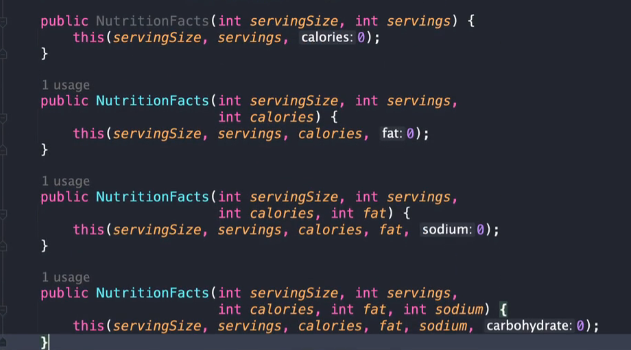 public NutritionFacts(int servingSize, int servings) {
this(servingSize, servings, calories: 0);
}
1 usage
public NutritionFacts(int servingSize, int servings,
int calories) {
this(servingSize, servings, calories, fat: 0);
}
1 usage
public NutritionFacts(int servingSize, int servings,
int calories, int fat) {
this(servingSize, servings, calories, fat, sodium: 0);
}
1 usage
public NutritionFacts(int servingSize, int servings,
int calories, int fat, int sodium) {
this(servingSize, servings, calories, fat, sodium, carbohydrate: 0);
}